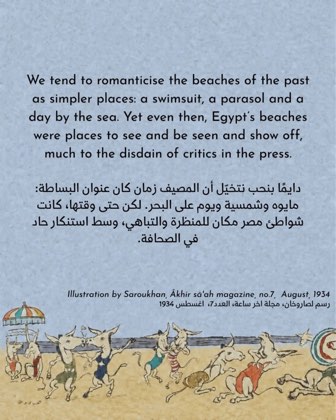 We tend to romanticise the beaches of the past
as simpler places: a swimsuit, a parasol and a
day by the sea. Yet even then, Egypt's beaches
were places to see and be seen and show off,
much to the disdain of critics in the press.
دايمًا بنحب نتخيّل أن المصيف زمان كان عنوان البساطة:
مايوه وشمسية ويوم على البحر. لكن حتى وقتها، كانت
شواطئ مصر مكان للمنظرة والتباهي، وسط استنكار حاد
في الصحافة.
Illustration by Saroukhan, Ākhir sā'ah magazine, no.7, August, 1934
رسم لصاروخان، مجلة اخر ساعة، العدد ٧، اغسطس 1934